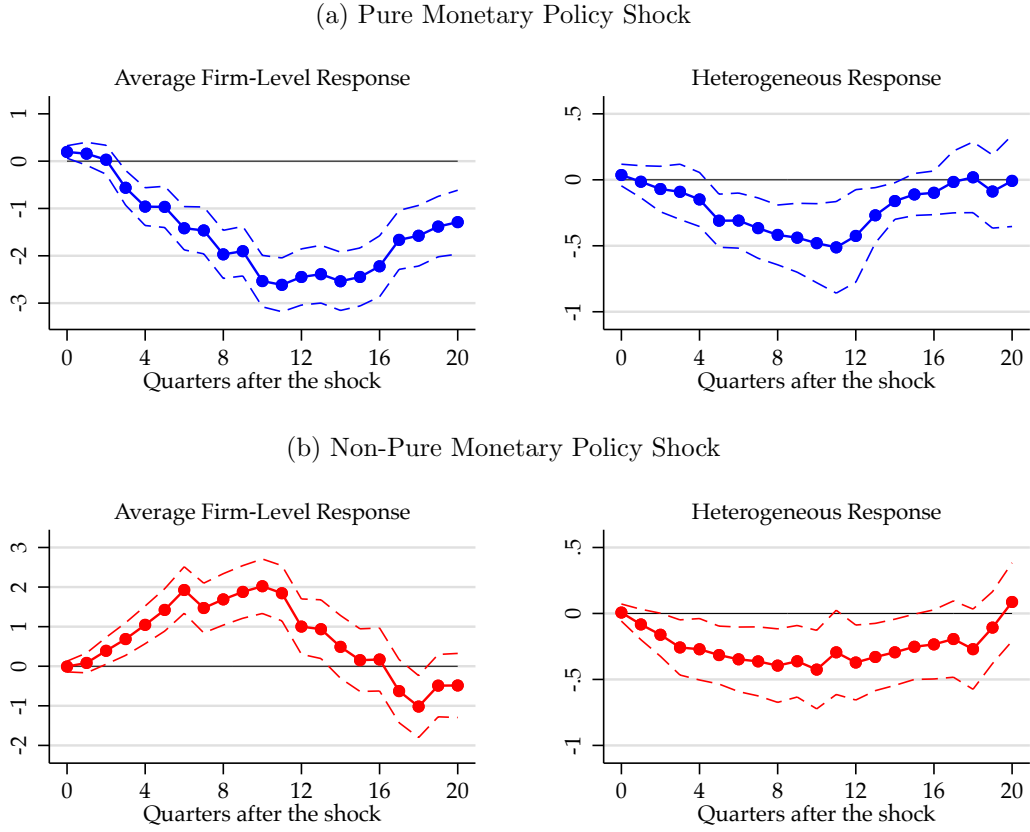 (a) Pure Monetary Policy Shock
Average Firm-Level Response
1
0
-1
-2
-3
0 4 8 12 16 20
Quarters after the shock
Heterogeneous Response
.5
0
-.5
-1
0 4 8 12 16 20
Quarters after the shock
(b) Non-Pure Monetary Policy Shock
Average Firm-Level Response
3
2
1
0
-1
-2
0 4 8 12 16 20
Quarters after the shock
Heterogeneous Response
.5
0
-.5
-1
0 4 8 12 16 20
Quarters after the shock